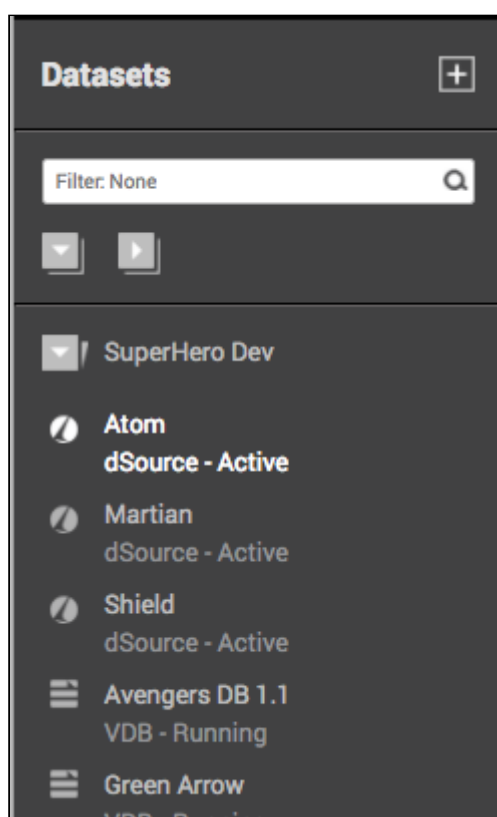 Datasets
Filter: None
SuperHero Dev
Atom
dSource - Active
Martian
dSource - Active
Shield
dSource - Active
Avengers DB 1.1
VDB - Running
Green Arrow